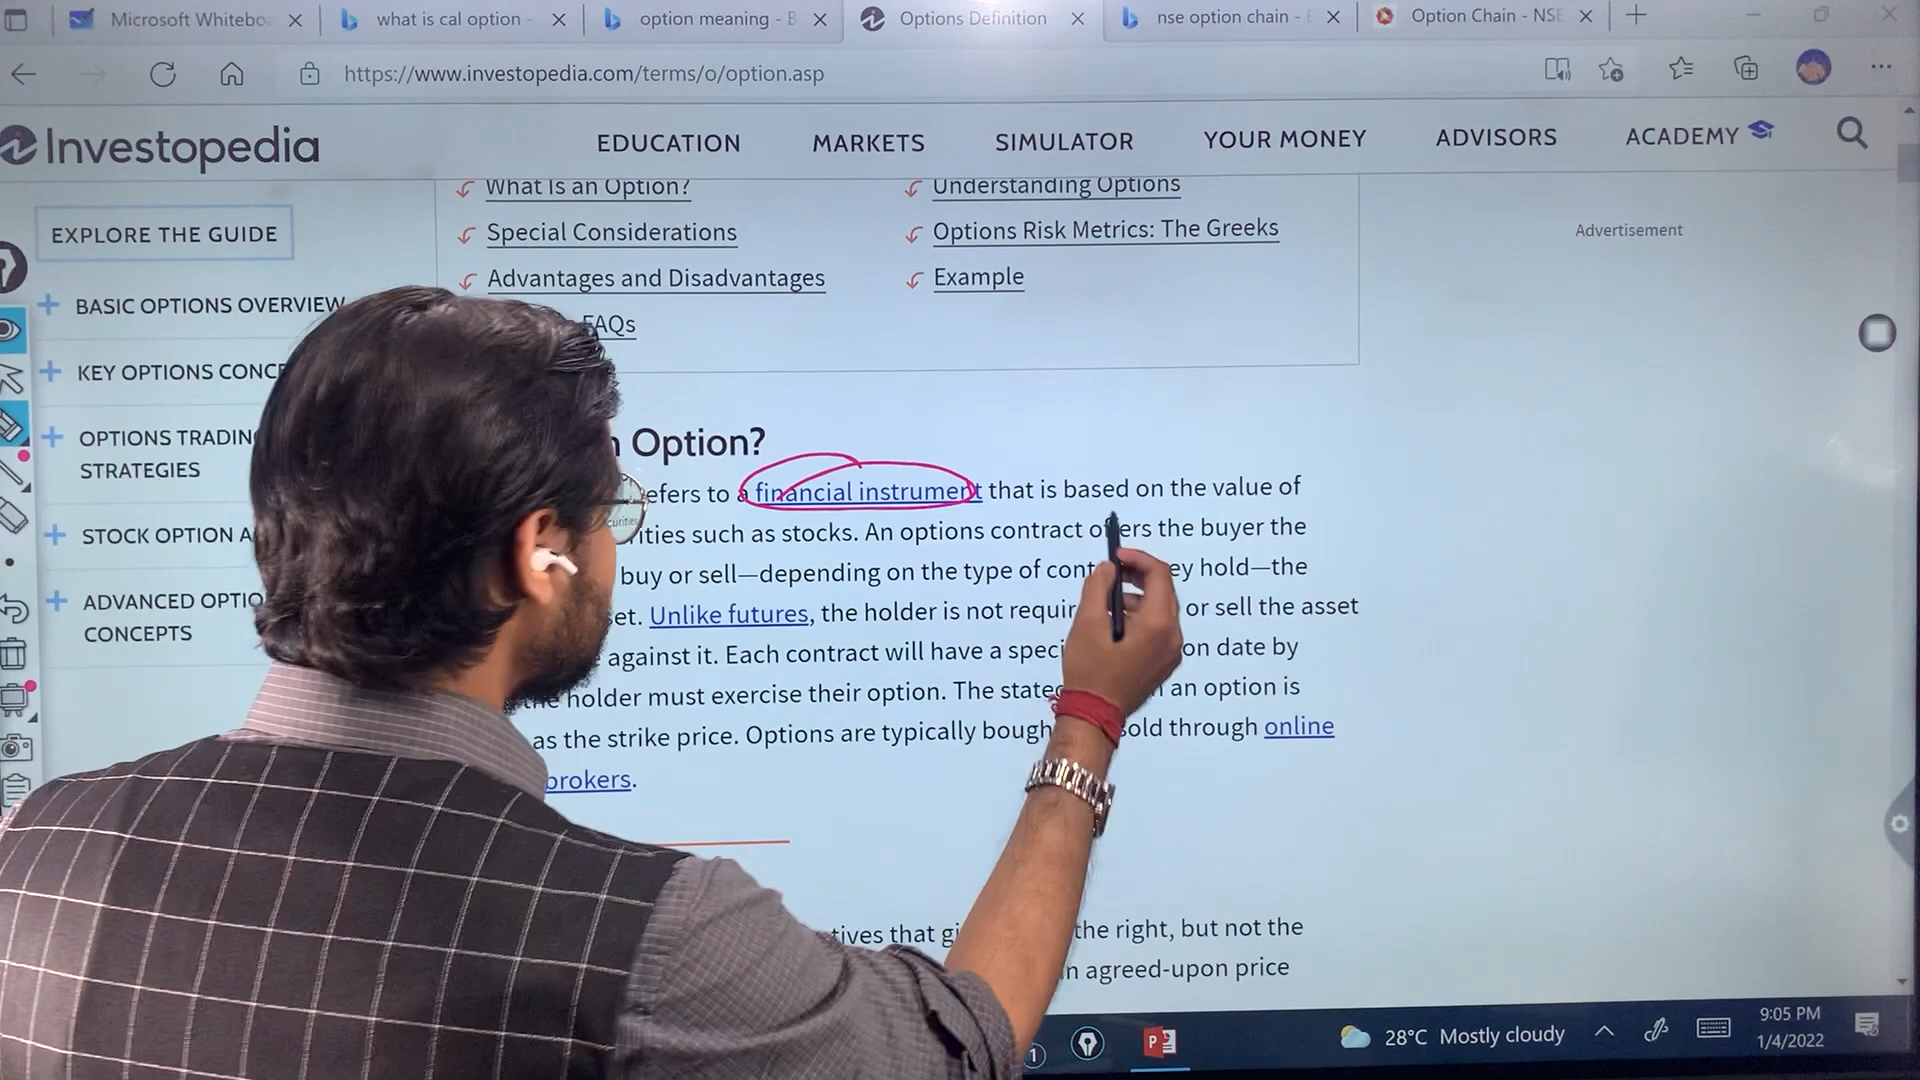 Microsoft Whitebo
what is cal option -
option meaning - B
Options Definition
nse option chain -
Option Chain - NSE
https://www.investopedia.com/terms/o/option.asp
Investopedia
EDUCATION
MARKETS
SIMULATOR
YOUR MONEY
ADVISORS
ACADEMY
What Is an Option?
Understanding Options
EXPLORE THE GUIDE
Special Considerations
Options Risk Metrics: The Greeks
Advertisement
Advantages and Disadvantages
Example
BASIC OPTIONS OVERVIEW
FAQs
KEY OPTIONS CONCE
OPTIONS TRADING
STRATEGIES
STOCK OPTION A
ADVANCED OPTIO
CONCEPTS
Option?
efers to a financial instrument that is based on the value of
rities such as stocks. An options contract offers the buyer the
buy or sell—depending on the type of cont ey hold—the
et. Unlike futures, the holder is not requir or sell the asset
against it. Each contract will have a speci on date by
the holder must exercise their option. The stated an option is
as the strike price. Options are typically bough sold through online
brokers.
tives that gi the right, but not the
n agreed-upon price
1
28°C Mostly cloudy
9:05 PM
1/4/2022